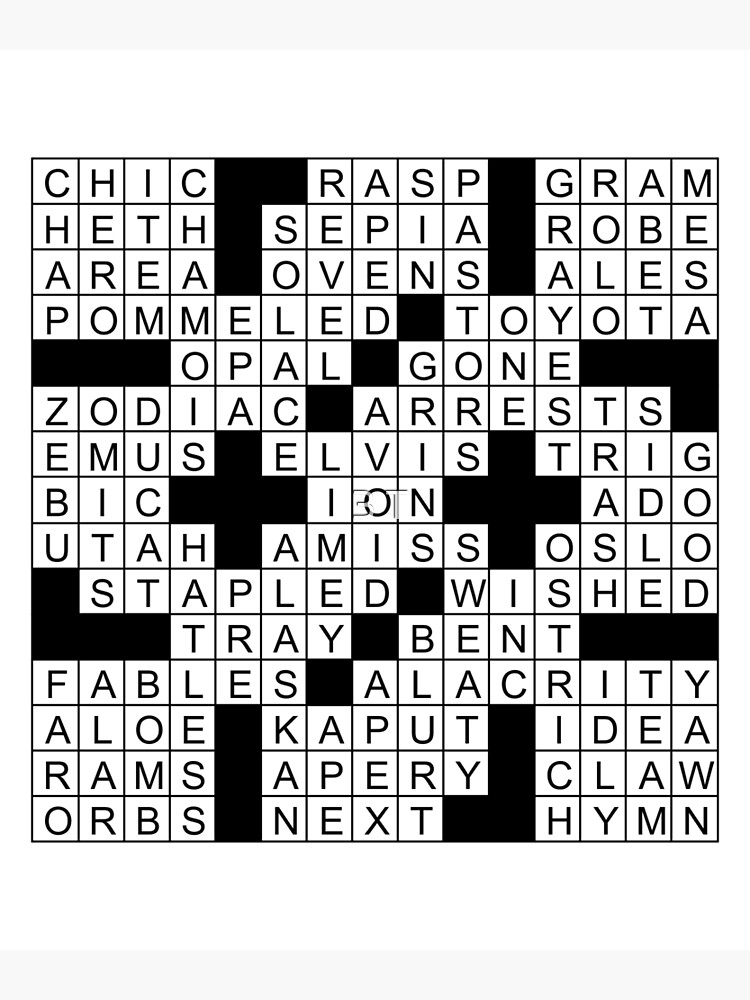 CHIC RASP GRAM
HETH SEPIA ROBE
AREA OVENS ALES
POMMELED TOYOTA
OPAL GONE
ZODIAC ARRESTS
EMUS ELVIS TRIG
BIC ION ADO
UTAH AMISS OSLO
STAPLED WISHED
TRAY BENT
FABLES ALACRITY
ALOE KAPUT IDEA
RAMS APERY CLAW
ORBS NEXT HYMN